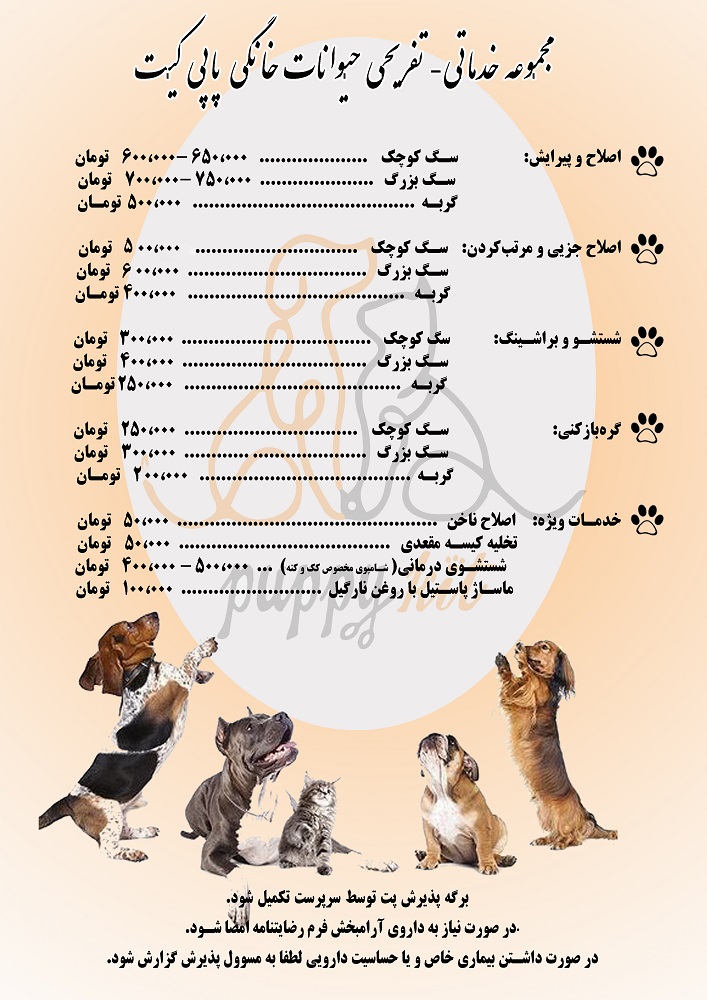 مجموعه خدماتی- تفریحی حیوانات خانگی پاپی کیت
اصلاح و پیرایش: سگ کوچک .................... ۶۵۰،۰۰۰ – ۶۰۰،۰۰۰ تومان
سگ بزرگ ..................... ۷۵۰،۰۰۰ – ۷۰۰،۰۰۰ تومان
گربه ......................................... ۵۰۰،۰۰۰ تومان
اصلاح جزیی و مرتب‌کردن: سگ کوچک .............................. ۵۰۰،۰۰۰ تومان
سگ بزرگ ................................. ۶۰۰،۰۰۰ تومان
گربه ........................................ ۴۰۰،۰۰۰ تومان
شستشو و براشینگ: سگ کوچک ................................... ۳۰۰،۰۰۰ تومان
سگ بزرگ .................................. ۴۰۰،۰۰۰ تومان
گربه ........................................ ۲۵۰،۰۰۰ تومان
گره‌بازکنی: سگ کوچک ................................ ۲۵۰،۰۰۰ تومان
سگ بزرگ .................................. ۳۰۰،۰۰۰ تومان
گربه ....................................... ۲۰۰،۰۰۰ تومان
خدمات ویژه: اصلاح ناخن ................................................ ۵۰،۰۰۰ تومان
تخلیه کیسه مقعدی .................................. ۵۰،۰۰۰ تومان
شستشوی درمانی( شامپوی مخصوص کک و کنه) ... ۵۰۰،۰۰۰ – ۴۰۰،۰۰۰ تومان
ماساژ پاستیل با روغن نارگیل .......................... ۱۰۰،۰۰۰ تومان
puppy kit
برگه پذیرش پت توسط سرپرست تکمیل شود.
در صورت نیاز به داروی آرامبخش فرم رضایتنامه امضا شود.
در صورت داشتن بیماری خاص و یا حساسیت دارویی لطفا به مسوول پذیرش گزارش شود.